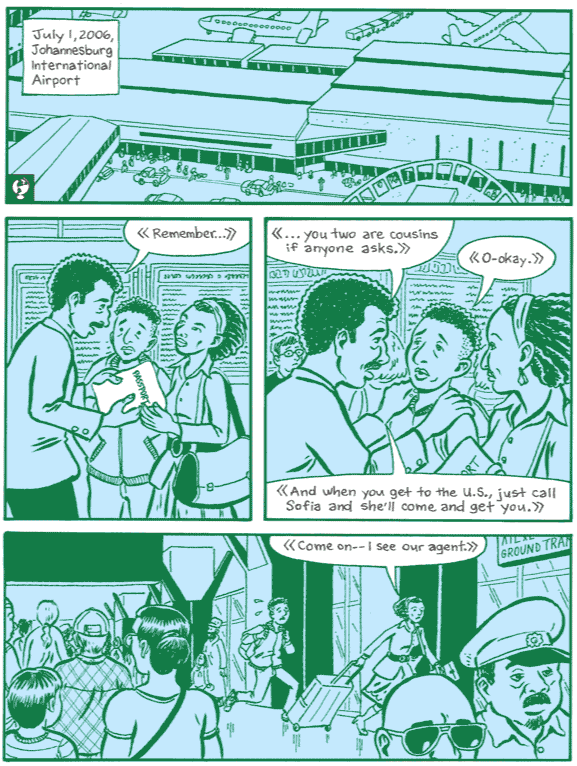 July 1, 2006,
Johannesburg
International
Airport
《 Remember...》
《... you two are cousins
if anyone asks.》
《O-okay.》
PASSPORT
《And when you get to the U.S., just call
Sofia and she'll come and get you.》
《Come on--I see our agent.》
GROUND TRAN